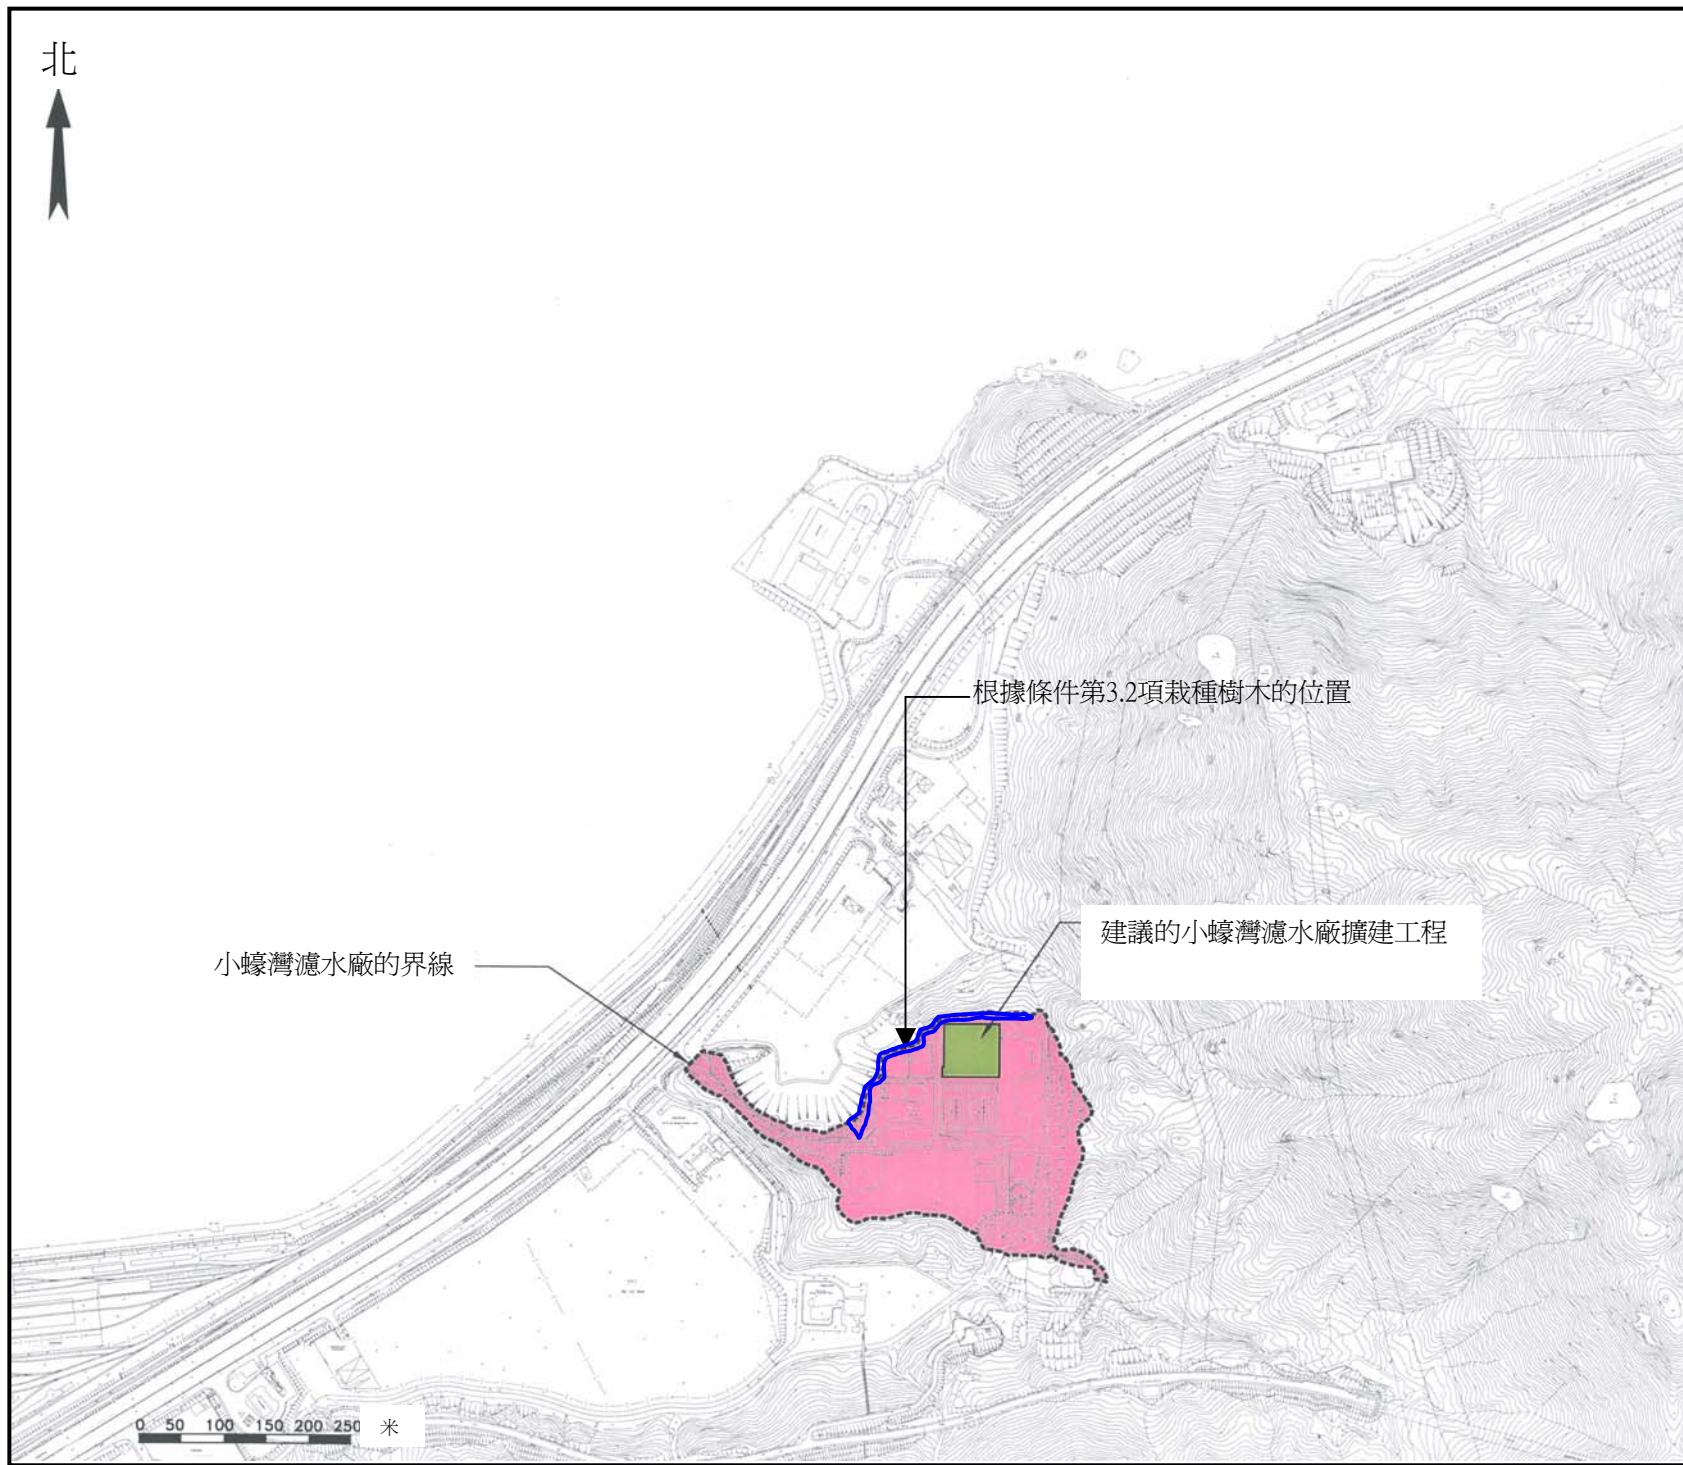 北
根據條件第3.2項栽種樹木的位置
建議的小蠔灣濾水廠擴建工程
小蠔灣濾水廠的界線
0 50 100 150 200 250 米